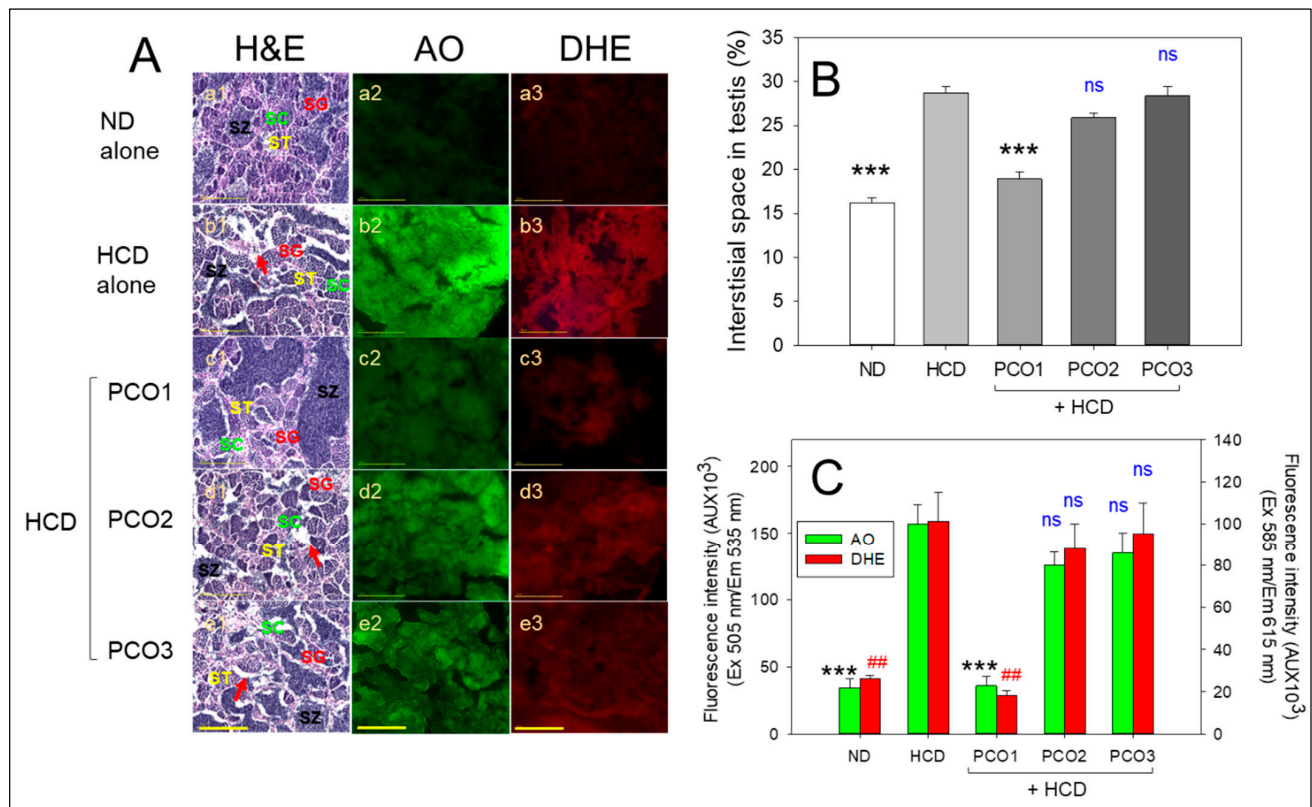 A
H&E AO DHE
ND
alone
a1 SG SC SZ ST
a2
a3
HCD
alone
b1 SG SZ ST SC
b2
b3
HCD
PCO1
c1 SZ ST SC SG
c2
c3
PCO2
d1 SG SC ST SZ
d2
d3
PCO3
e1 SC SG ST SZ
e2
e3
B
Interstisial space in testis (%)
35
30
25
20
15
10
5
0
***
***
ns
ns
ND HCD PCO1 PCO2 PCO3
+ HCD
C
Fluorescence intensity (AUX10³)
(Ex 505 nm/Em 535 nm)
200
150
100
50
0
AO
DHE
*** ##
*** ##
ns ns
ns ns
140
120
100
80
60
40
20
0
Fluorescence intensity (AUX10³)
(Ex 585 nm/Em615 nm)
ND HCD PCO1 PCO2 PCO3
+ HCD